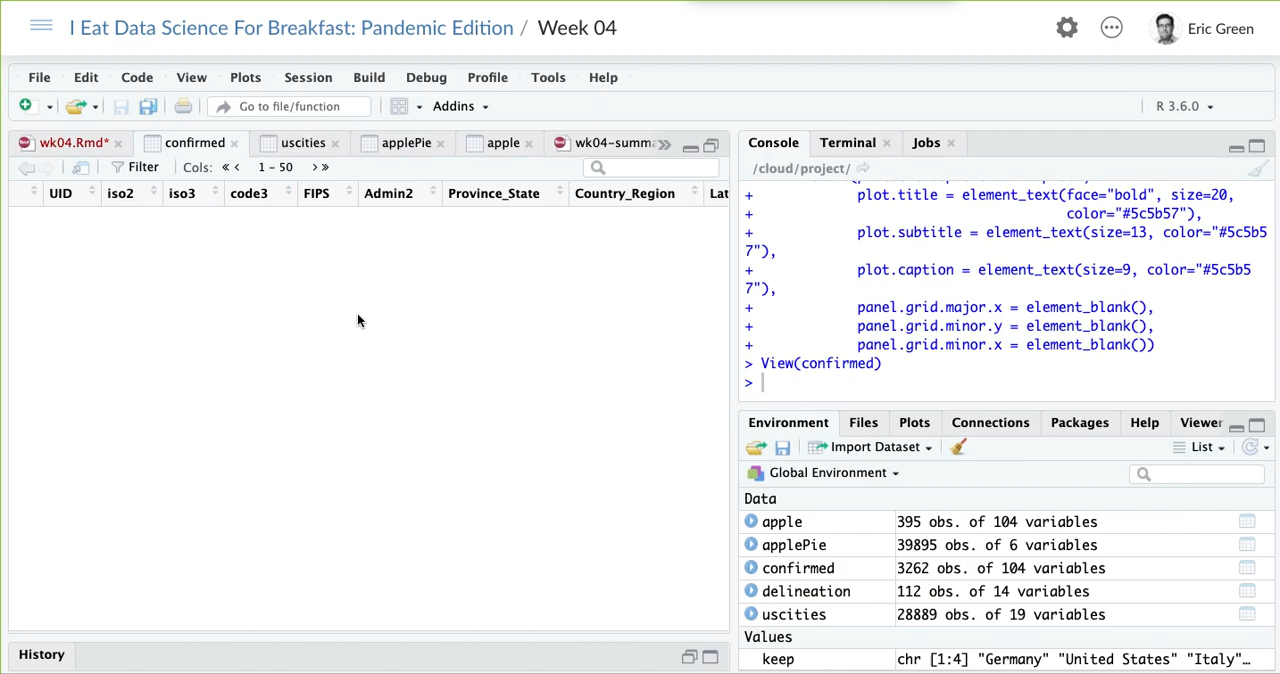 I Eat Data Science For Breakfast: Pandemic Edition / Week 04
Eric Green
File Edit Code View Plots Session Build Debug Profile Tools Help
Go to file/function
Addins
R 3.6.0
wk04.Rmd* confirmed uscities applePie apple wk04-summa
Filter Cols: 1 - 50
UID iso2 iso3 code3 FIPS Admin2 Province_State Country_Region Lat
History
Console Terminal Jobs
/cloud/project/
+ plot.title = element_text(face="bold", size=20,
+ color="#5c5b57"),
+ plot.subtitle = element_text(size=13, color="#5c5b5
7"),
+ plot.caption = element_text(size=9, color="#5c5b5
7"),
+ panel.grid.major.x = element_blank(),
+ panel.grid.minor.y = element_blank(),
+ panel.grid.minor.x = element_blank())
> View(confirmed)
>
Environment Files Plots Connections Packages Help Viewer
Import Dataset List
Global Environment
Data
apple 395 obs. of 104 variables
applePie 39895 obs. of 6 variables
confirmed 3262 obs. of 104 variables
delineation 112 obs. of 14 variables
uscities 28889 obs. of 19 variables
Values
keep chr [1:4] "Germany" "United States" "Italy"…